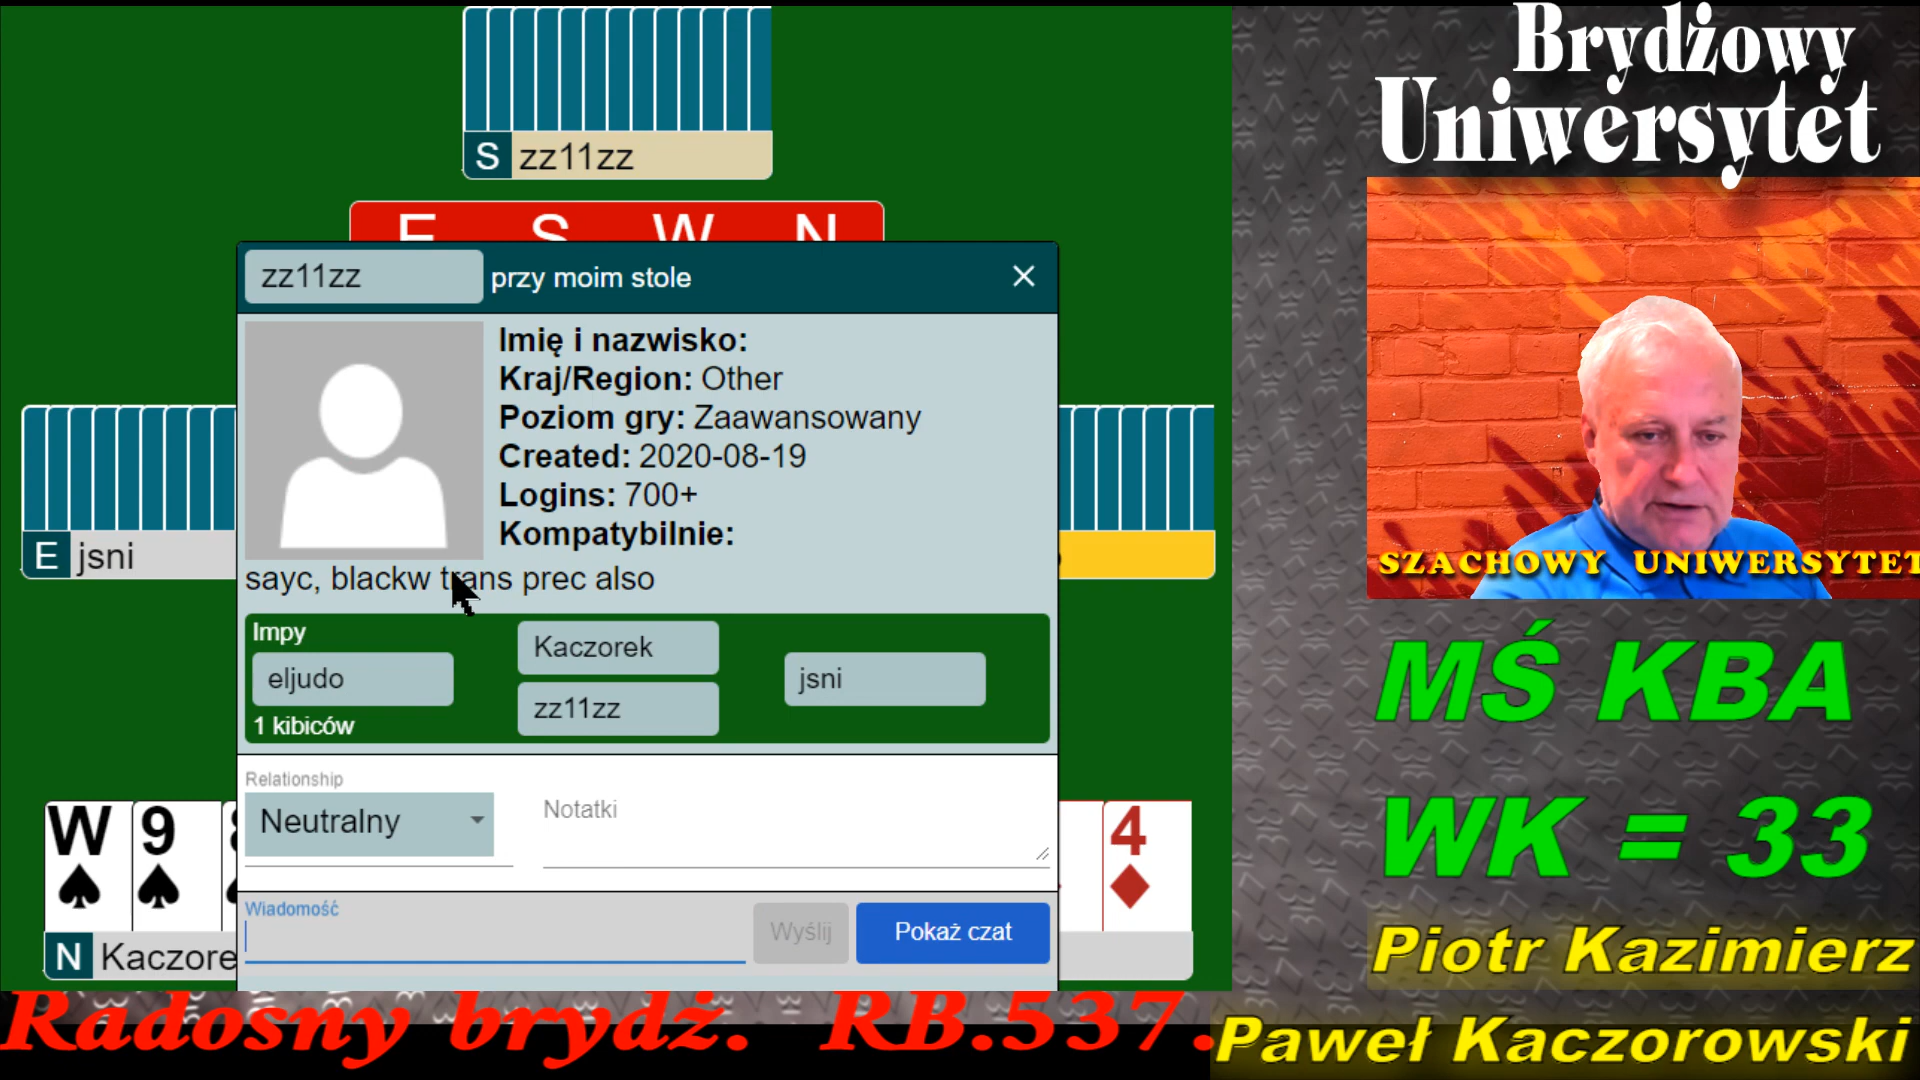 Brydżowy
Uniwersytet
S zz11zz
E S W N
zz11zz przy moim stole
Imię i nazwisko:
Kraj/Region: Other
Poziom gry: Zaawansowany
Created: 2020-08-19
Logins: 700+
Kompatybilnie:
E jsni
sayc, blackw trans prec also
SZACHOWY UNIWERSYTET
Impy
Kaczorek
eljudo
jsni
zz11zz
1 kibiców
MŚ KBA
Relationship
Neutralny
Notatki
W 9
4
WK = 33
Wiadomość
Wyślij
Pokaż czat
N Kaczore
Piotr Kazimierz
Radosny brydż. RB.537.
Paweł Kaczorowski